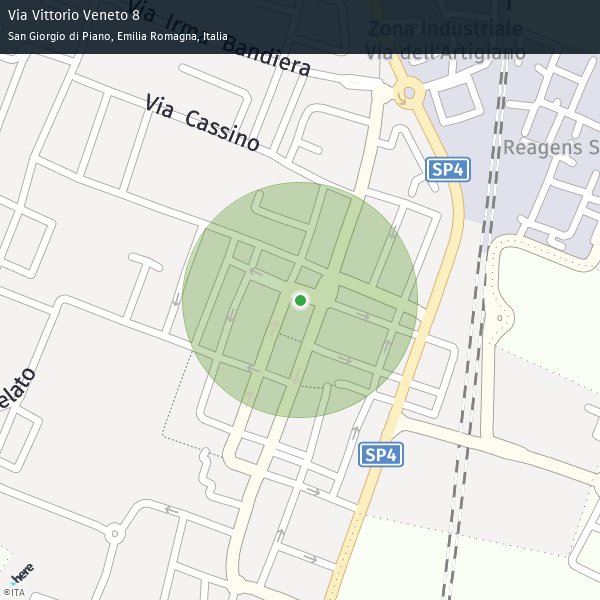 Via Vittorio Veneto 8
San Giorgio di Piano, Emilia Romagna, Italia
Via Irma Bandiera
Zona Industriale
Via dell'Artigiano
Via Cassino
Reagens S
SP4
elato
SP4
here
©ITA